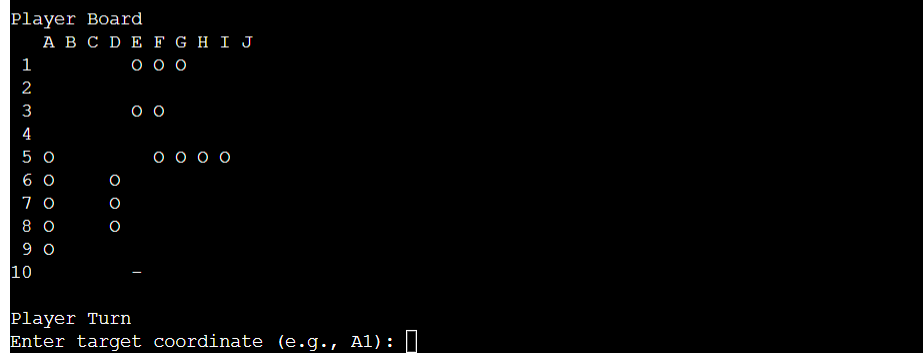 Player Board
   A B C D E F G H I J
 1         O O O
 2
 3         O O
 4
 5 O         O O O O
 6 O     O
 7 O     O
 8 O     O
 9 O
10         -
Player Turn
Enter target coordinate (e.g., A1):